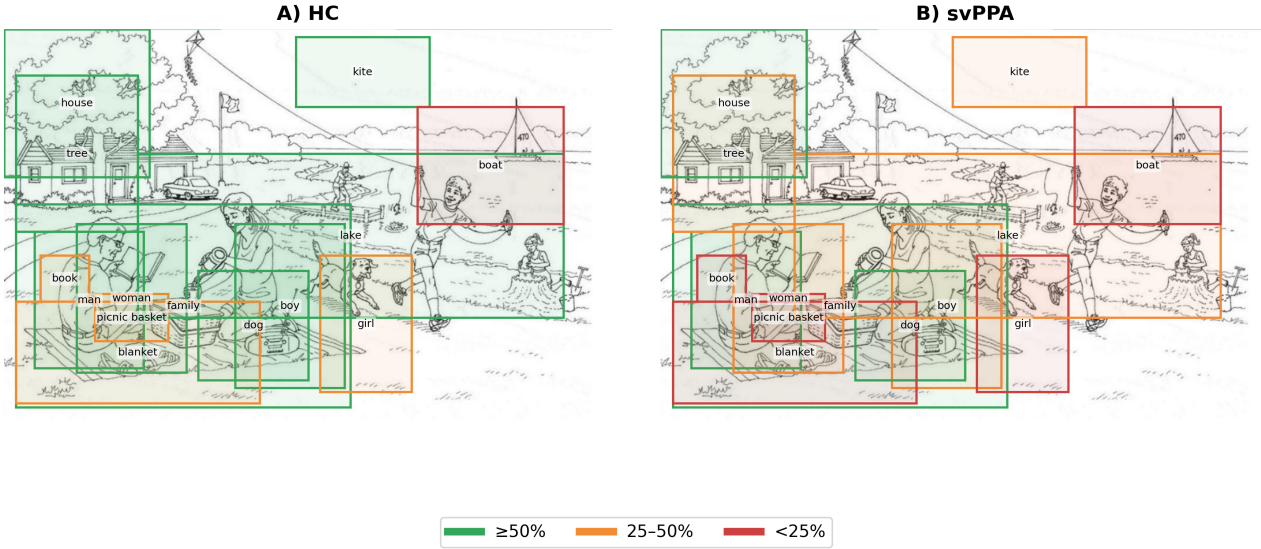 A) HC
B) svPPA
kite
house
tree
470
boat
lake
book
man
woman
family
picnic basket
boy
dog
girl
blanket
kite
house
tree
470
boat
lake
book
man
woman
family
picnic basket
boy
dog
girl
blanket
≥50%
25–50%
<25%